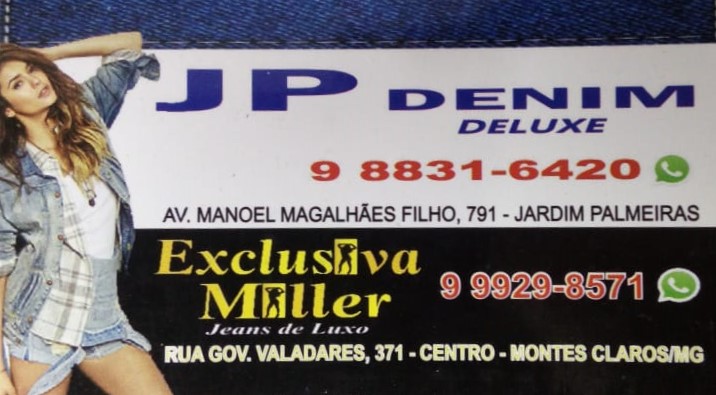 JP DENIM
DELUXE
9 8831-6420
AV. MANOEL MAGALHÃES FILHO, 791 - JARDIM PALMEIRAS
Exclusiva
Miller
Jeans de Luxo
9 9929-8571
RUA GOV. VALADARES, 371 - CENTRO - MONTES CLAROS/MG